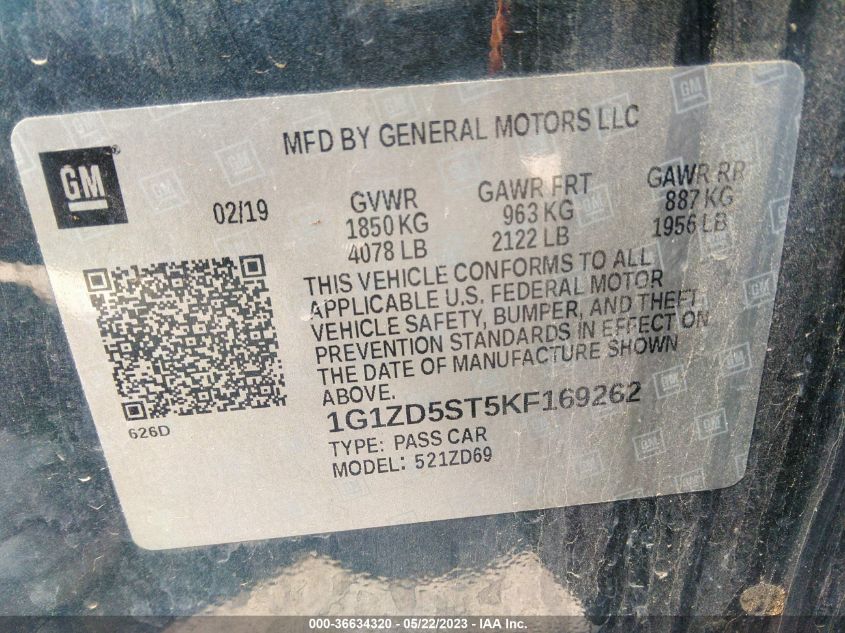 MFD BY GENERAL MOTORS LLC
GM
02/19
GVWR GAWR FRT GAWR RR
1850 KG 963 KG 887 KG
4078 LB 2122 LB 1956 LB
THIS VEHICLE CONFORMS TO ALL
APPLICABLE U.S. FEDERAL MOTOR
VEHICLE SAFETY, BUMPER, AND THEFT
PREVENTION STANDARDS IN EFFECT ON
THE DATE OF MANUFACTURE SHOWN
ABOVE.
1G1ZD5ST5KF169262
626D
TYPE: PASS CAR
MODEL: 521ZD69
000-36634320 - 05/22/2023 - IAA Inc.